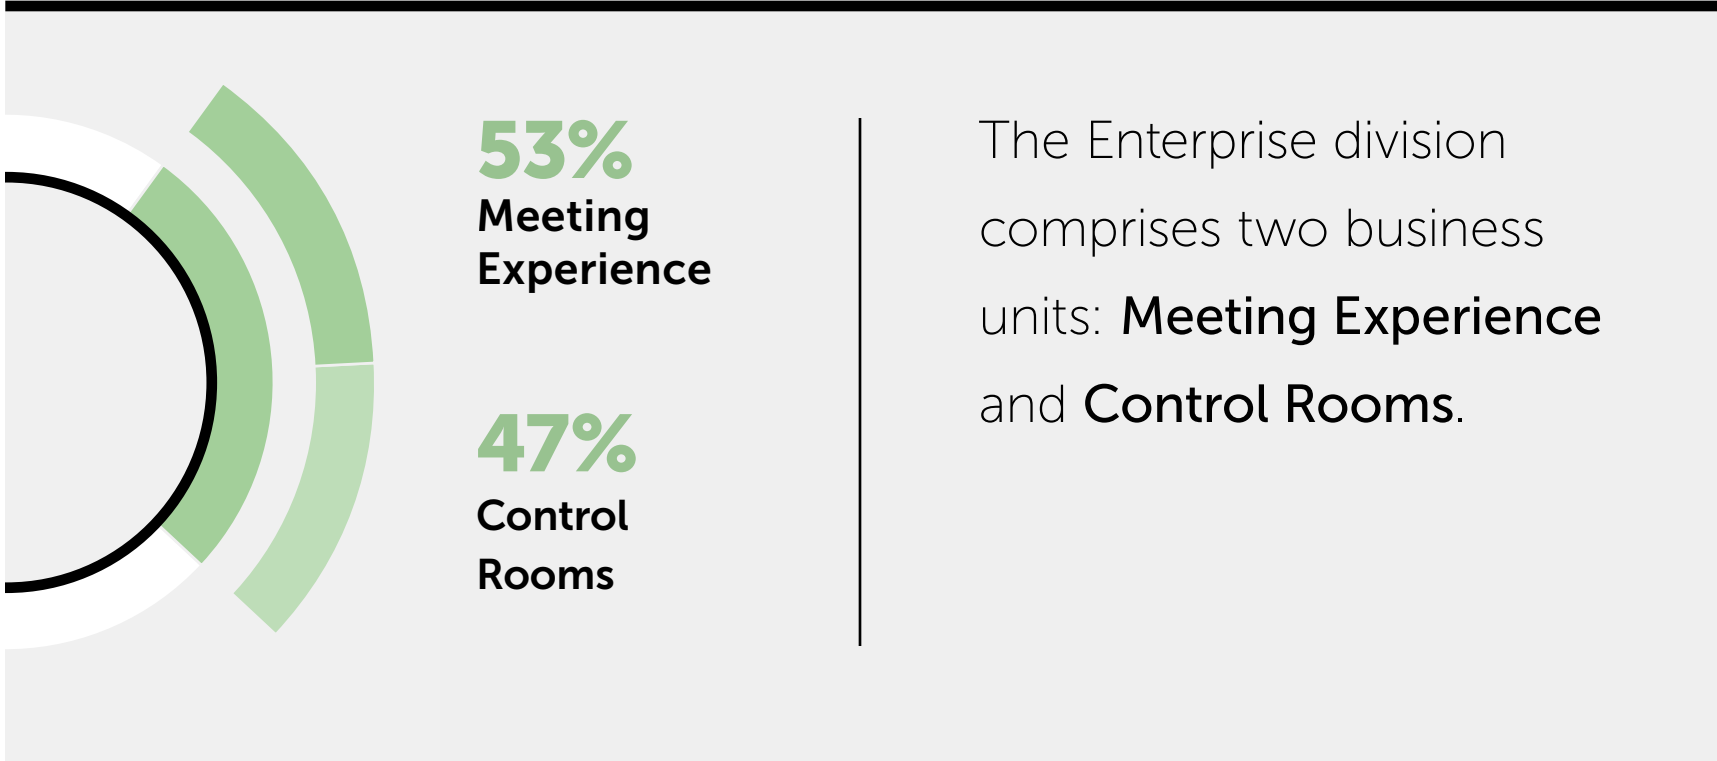 53%
Meeting
Experience
47%
Control
Rooms
The Enterprise division
comprises two business
units: Meeting Experience
and Control Rooms.